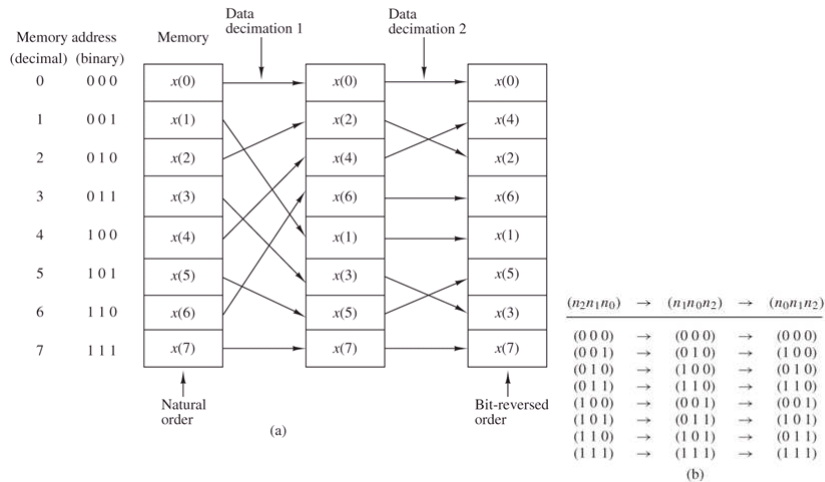 Data Data
decimation 1 decimation 2
Memory address Memory
(decimal) (binary)
0 0 0 0 x(0) x(0) x(0)
1 0 0 1 x(1) x(2) x(4)
2 0 1 0 x(2) x(4) x(2)
3 0 1 1 x(3) x(6) x(6)
4 1 0 0 x(4) x(1) x(1)
5 1 0 1 x(5) x(3) x(5)
6 1 1 0 x(6) x(5) x(3)
7 1 1 1 x(7) x(7) x(7)
Natural Bit-reversed
order order
(a)
(n2n1n0) → (n1n0n2) → (n0n1n2)
(0 0 0) → (0 0 0) → (0 0 0)
(0 0 1) → (0 1 0) → (1 0 0)
(0 1 0) → (1 0 0) → (0 1 0)
(0 1 1) → (1 1 0) → (1 1 0)
(1 0 0) → (0 0 1) → (0 0 1)
(1 0 1) → (0 1 1) → (1 0 1)
(1 1 0) → (1 0 1) → (0 1 1)
(1 1 1) → (1 1 1) → (1 1 1)
(b)